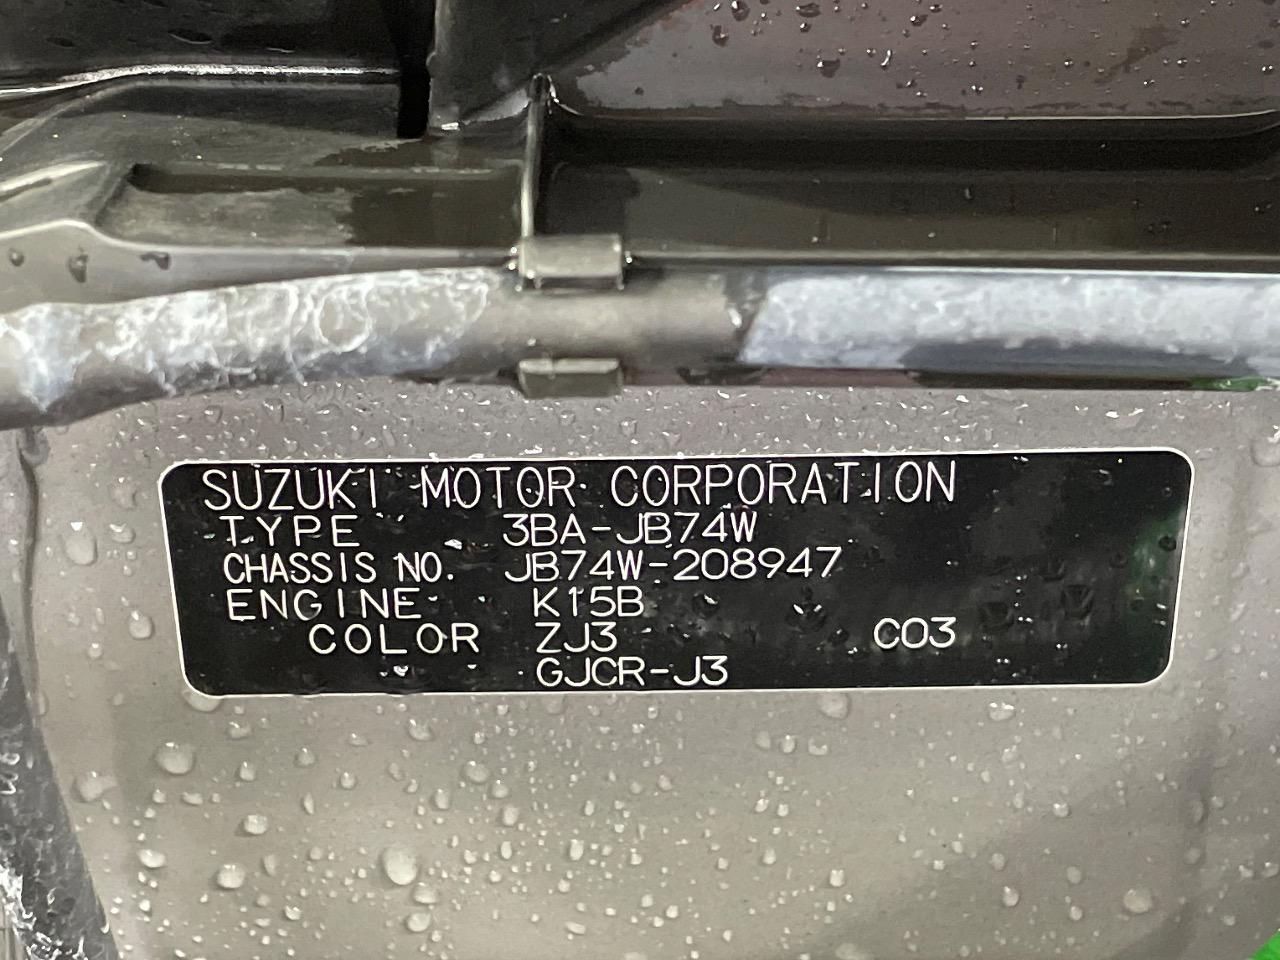 SUZUKI MOTOR CORPORATION
TYPE 3BA-JB74W
CHASSIS NO. JB74W-208947
ENGINE K15B
COLOR ZJ3 C03
GJCR-J3